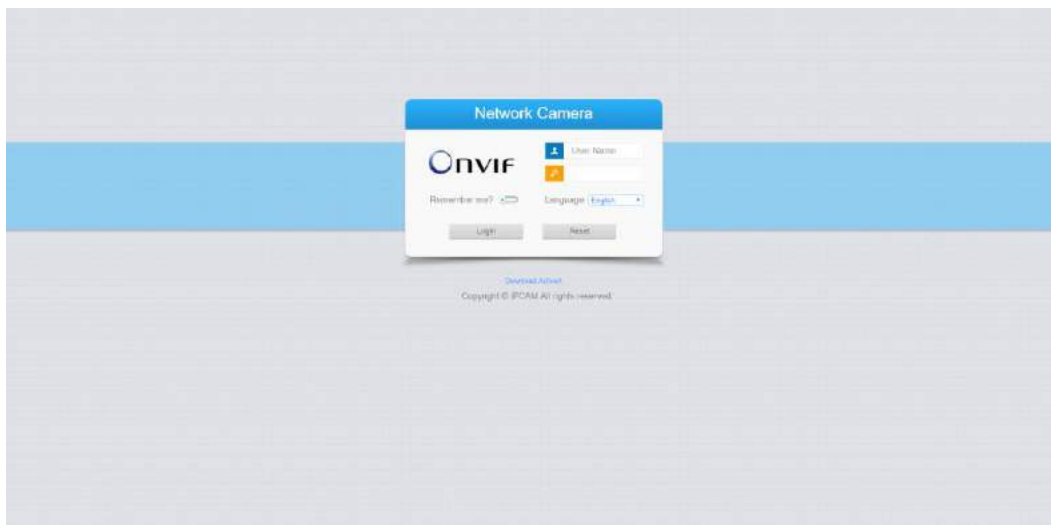 Network Camera
ONVIF
User Name
Remember me?
Language English
Login
Reset
Download ActiveX
Copyright © IPCAM All rights reserved.